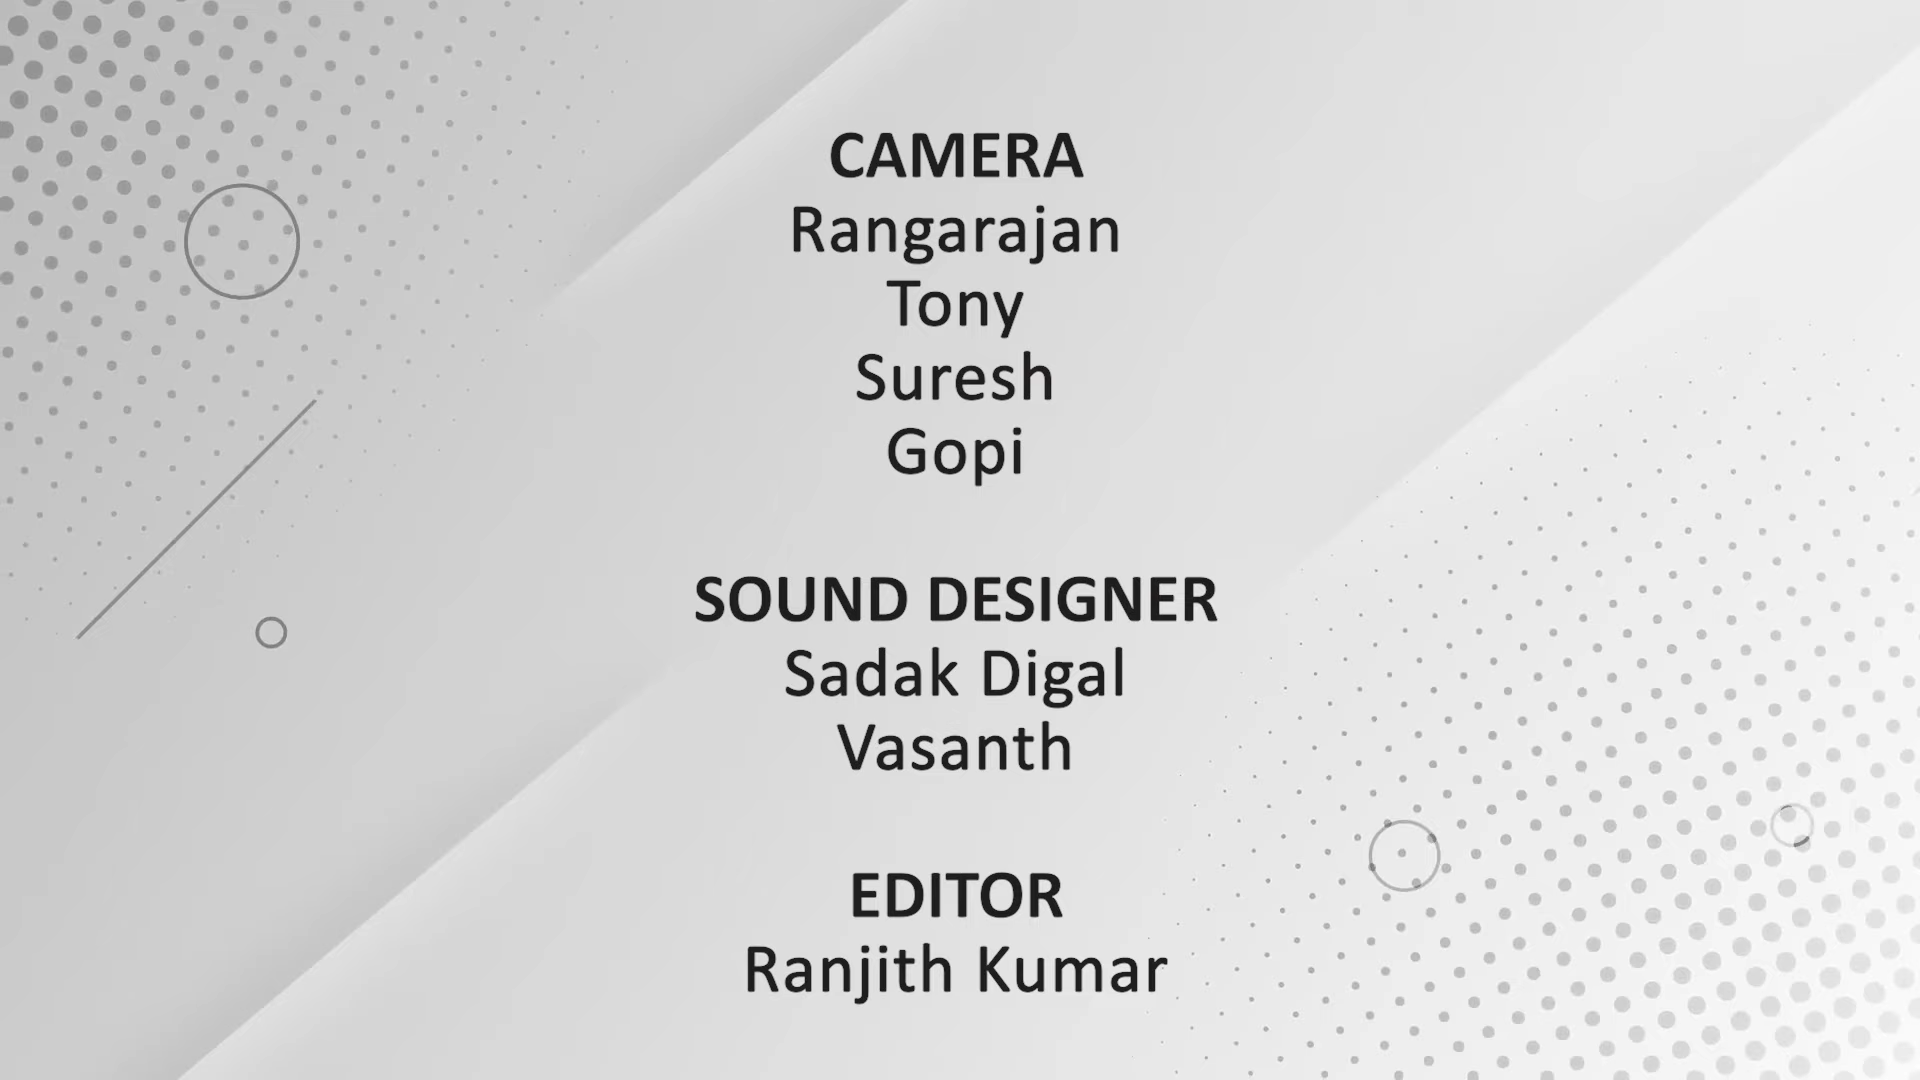 CAMERA
Rangarajan
Tony
Suresh
Gopi
SOUND DESIGNER
Sadak Digal
Vasanth
EDITOR
Ranjith Kumar